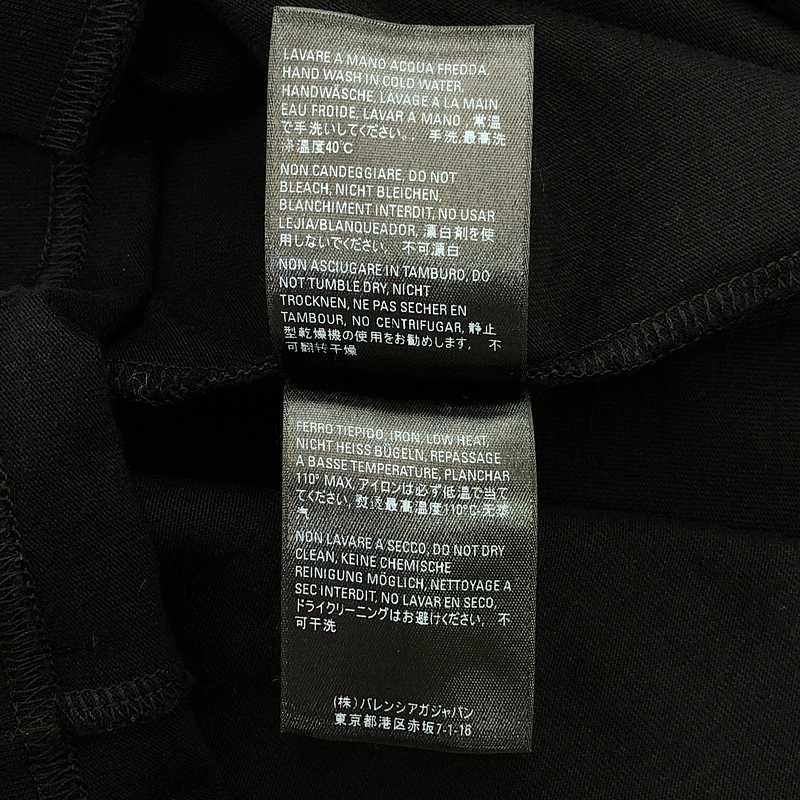 LAVARE A MANO ACQUA FREDDA,
HAND WASH IN COLD WATER,
HANDWÄSCHE, LAVAGE A LA MAIN
EAU FROIDE, LAVAR A MANO , 常温
で手洗いしてください。, 手洗,最高洗
涤温度40℃
NON CANDEGGIARE, DO NOT
BLEACH, NICHT BLEICHEN,
BLANCHIMENT INTERDIT, NO USAR
LEJIA/BLANQUEADOR, 漂白剤を使
用しないでください。 不可漂白
NON ASCIUGARE IN TAMBURO, DO
NOT TUMBLE DRY, NICHT
TROCKNEN, NE PAS SECHER EN
TAMBOUR, NO CENTRIFUGAR, 静止
型乾燥機の使用をお勧めします, 不
可翻转干燥
FERRO TIEPIDO, IRON, LOW HEAT,
NICHT HEISS BÜGELN, REPASSAGE
A BASSE TEMPERATURE, PLANCHAR
110° MAX, アイロンは必ず低温で当て
てください, 熨烫最高温度110°C,无蒸
汽
NON LAVARE A SECCO, DO NOT DRY
CLEAN, KEINE CHEMISCHE
REINIGUNG MÖGLICH, NETTOYAGE A
SEC INTERDIT, NO LAVAR EN SECO,
ドライクリーニングはお避けください, 不
可干洗
(株) バレンシアガジャパン
東京都港区赤坂7-1-16